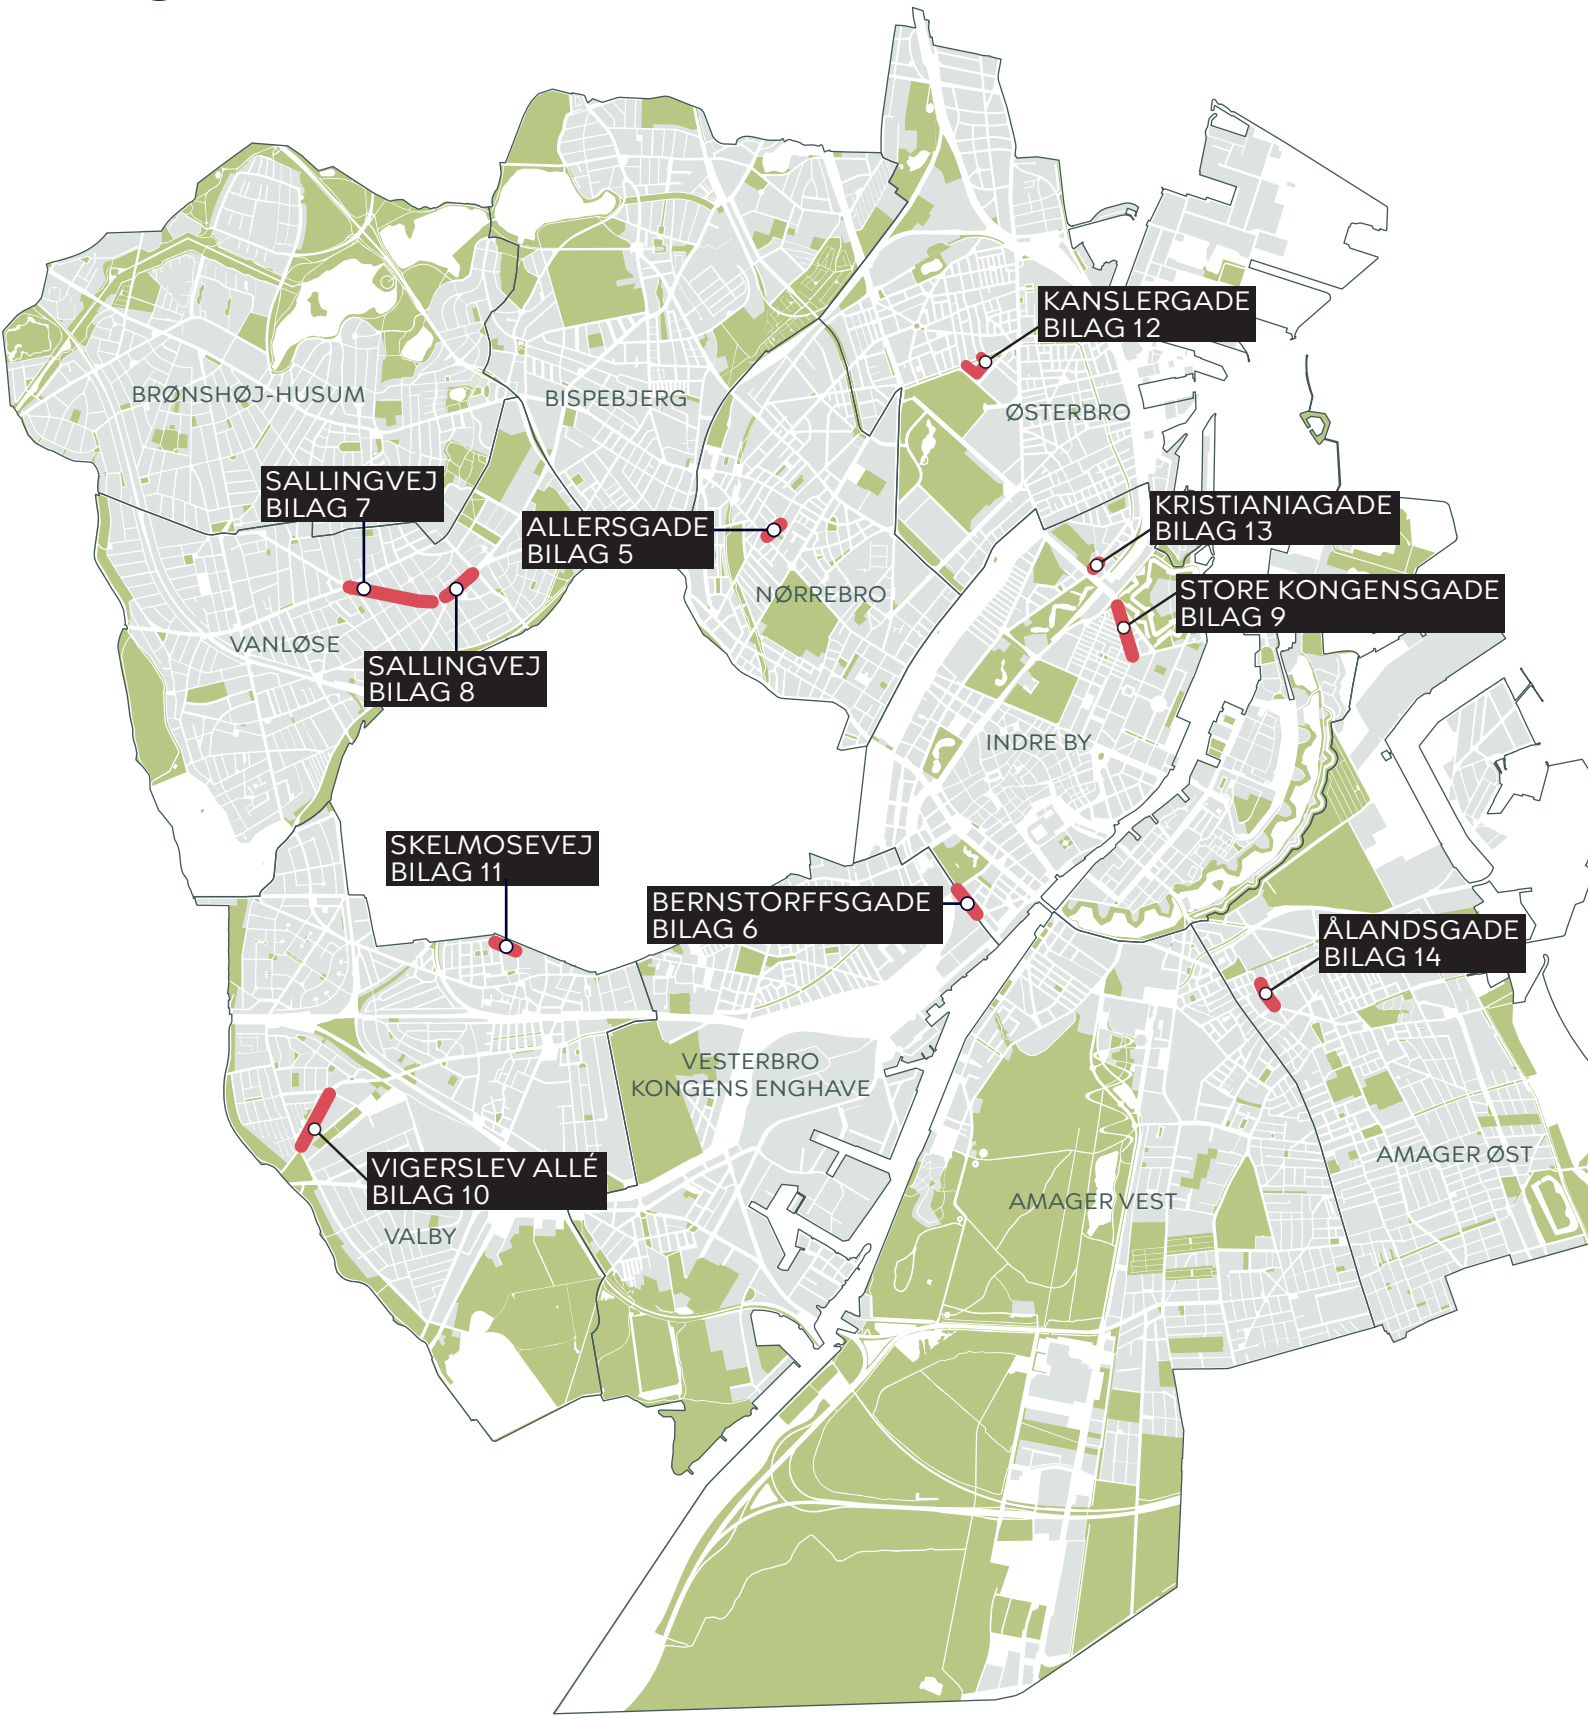 KANSLERGADE
BILAG 12
BRØNSHØJ-HUSUM
BISPEBJERG
ØSTERBRO
SALLINGVEJ
BILAG 7
ALLERSGADE
BILAG 5
KRISTIANIAGADE
BILAG 13
NØRREBRO
STORE KONGENSGADE
BILAG 9
VANLØSE
SALLINGVEJ
BILAG 8
INDRE BY
SKELMOSEVEJ
BILAG 11
BERNSTORFFSGADE
BILAG 6
ÅLANDSGADE
BILAG 14
VESTERBRO
KONGENS ENGHAVE
VIGERSLEV ALLÉ
BILAG 10
AMAGER ØST
AMAGER VEST
VALBY